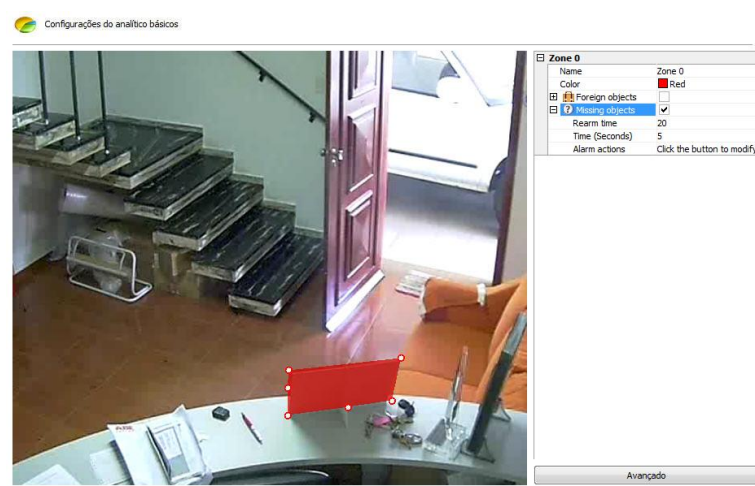 Configurações do analítico básicos
Zone 0
Name Zone 0
Color Red
Foreign objects
? Missing objects
Rearm time 20
Time (Seconds) 5
Alarm actions Click the button to modify
Avançado